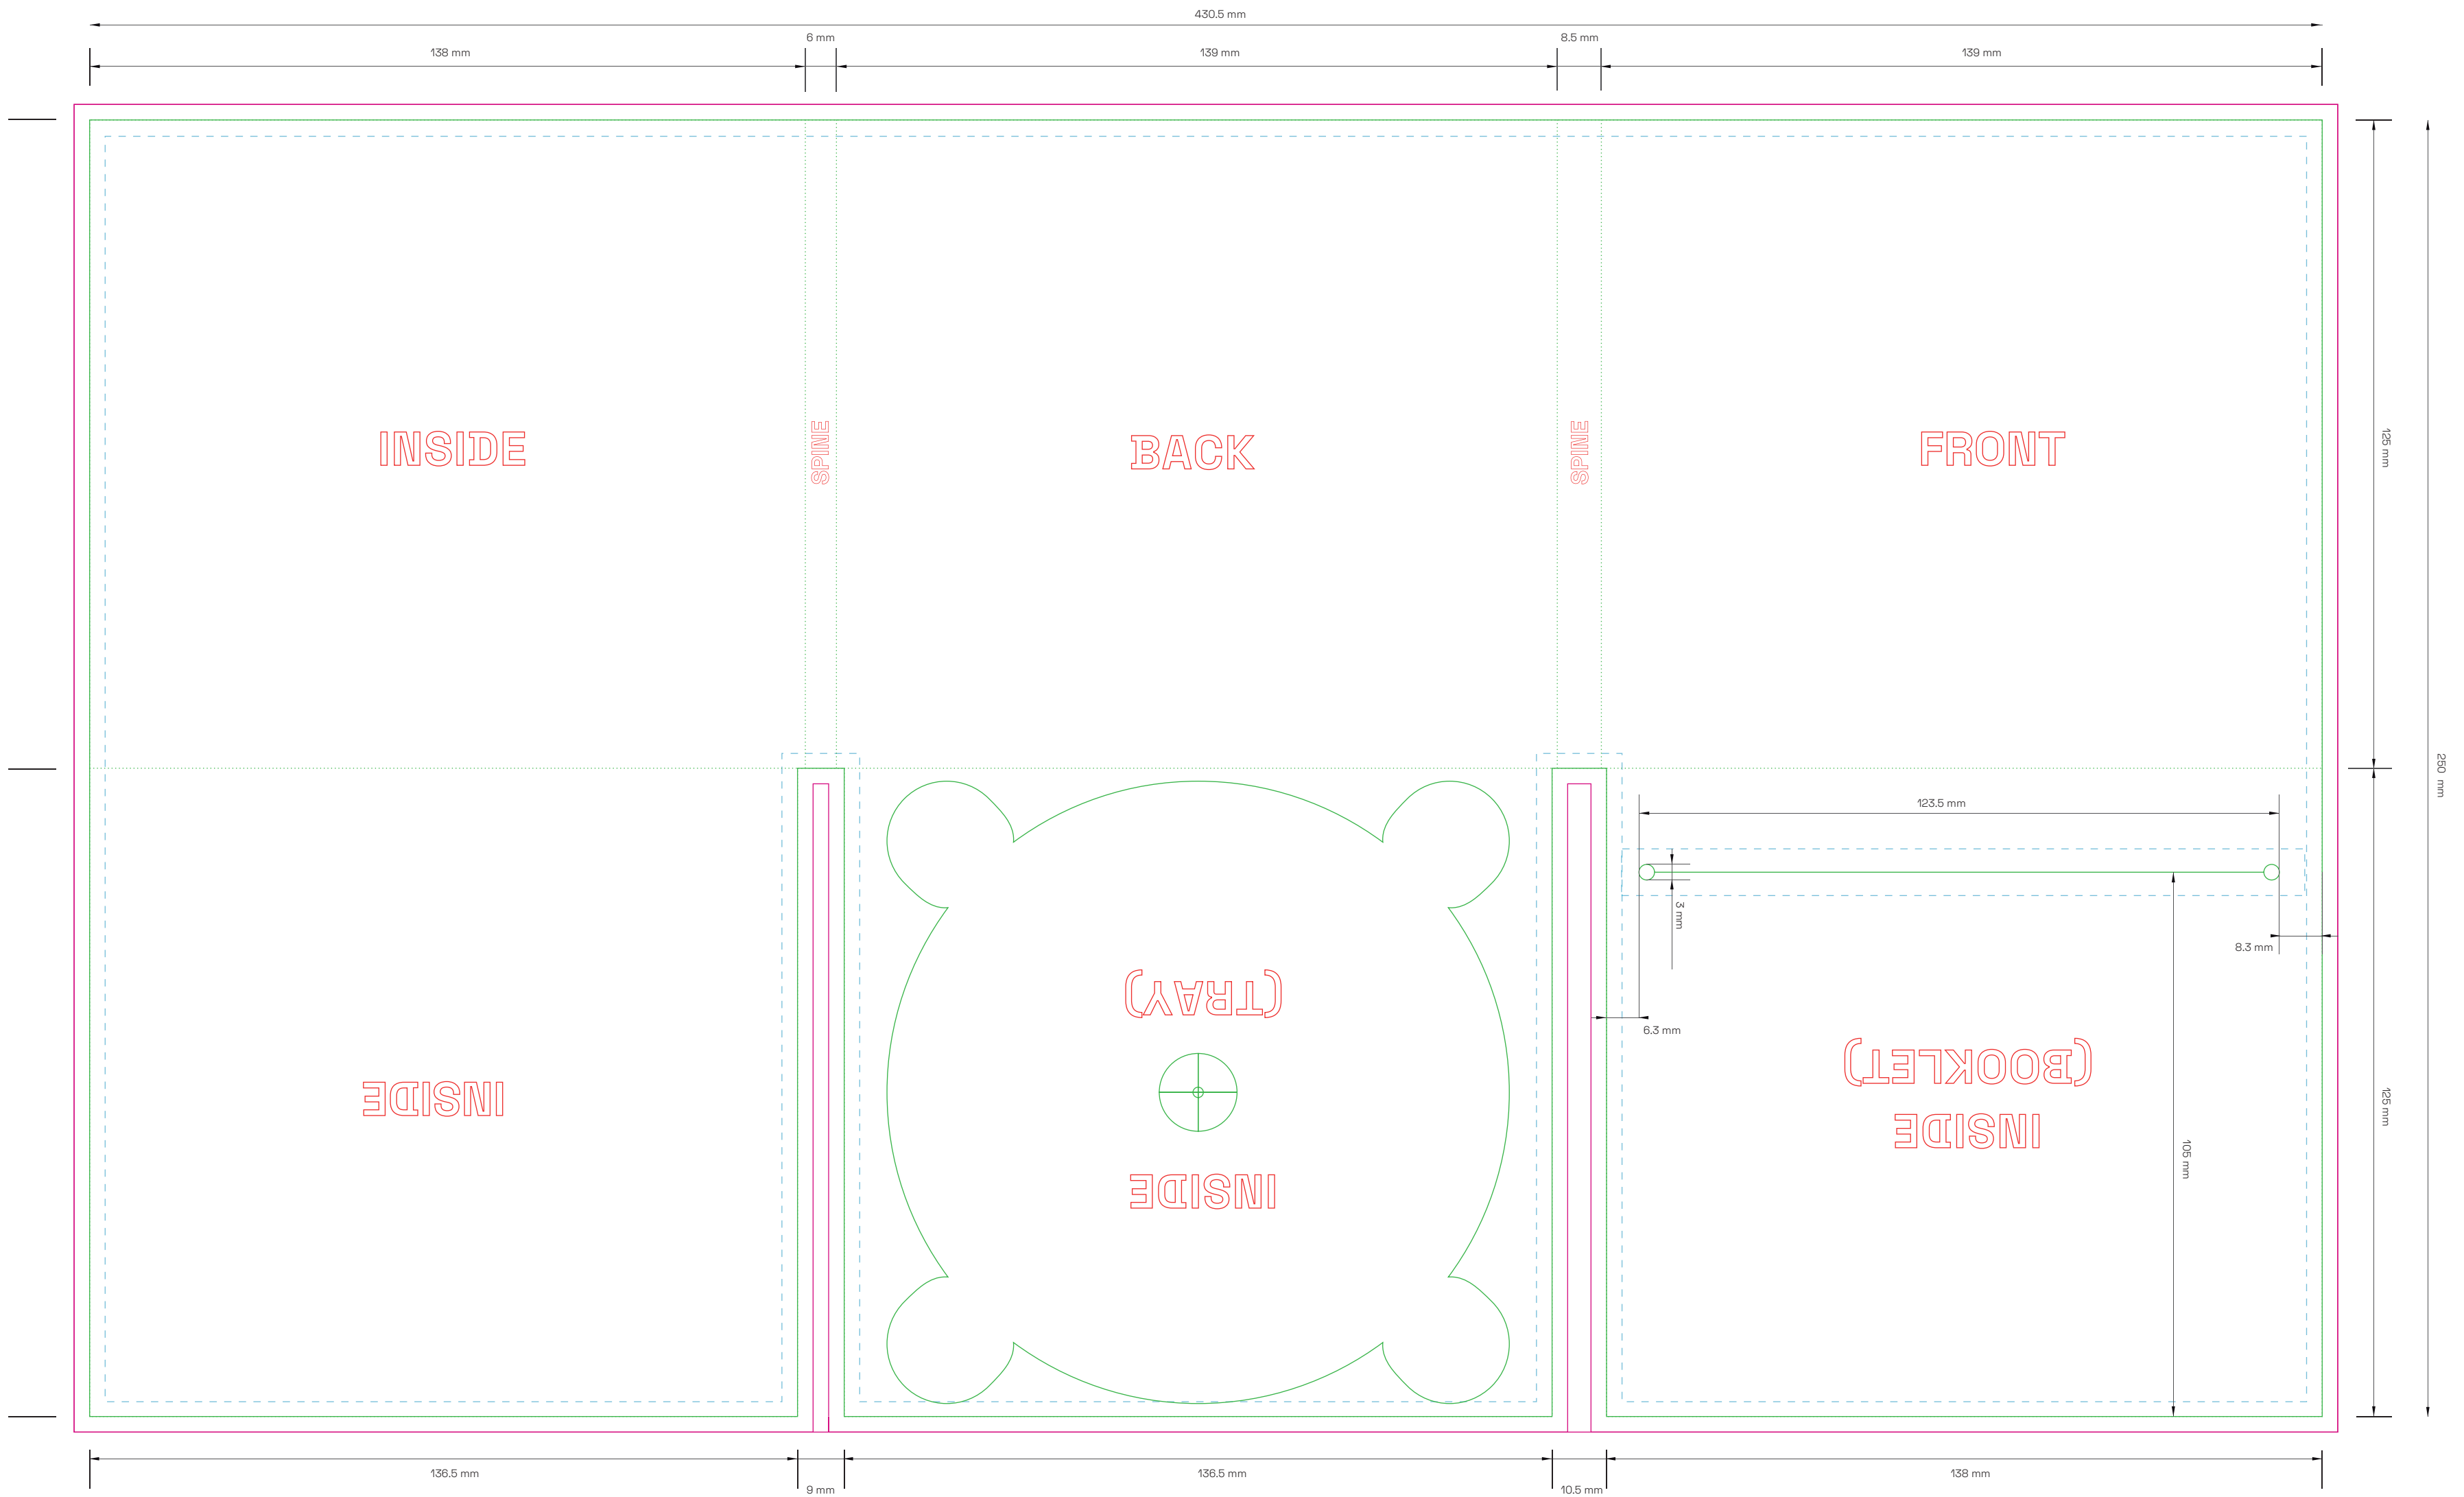 430.5 mm
6 mm
8.5 mm
138 mm
139 mm
139 mm
INSIDE
SPINE
BACK
SPINE
FRONT
125 mm
250 mm
123.5 mm
3 mm
8.3 mm
6.3 mm
(TRAY)
INSIDE
INSIDE
(BOOKLET)
INSIDE
105 mm
125 mm
136.5 mm
9 mm
136.5 mm
10.5 mm
138 mm